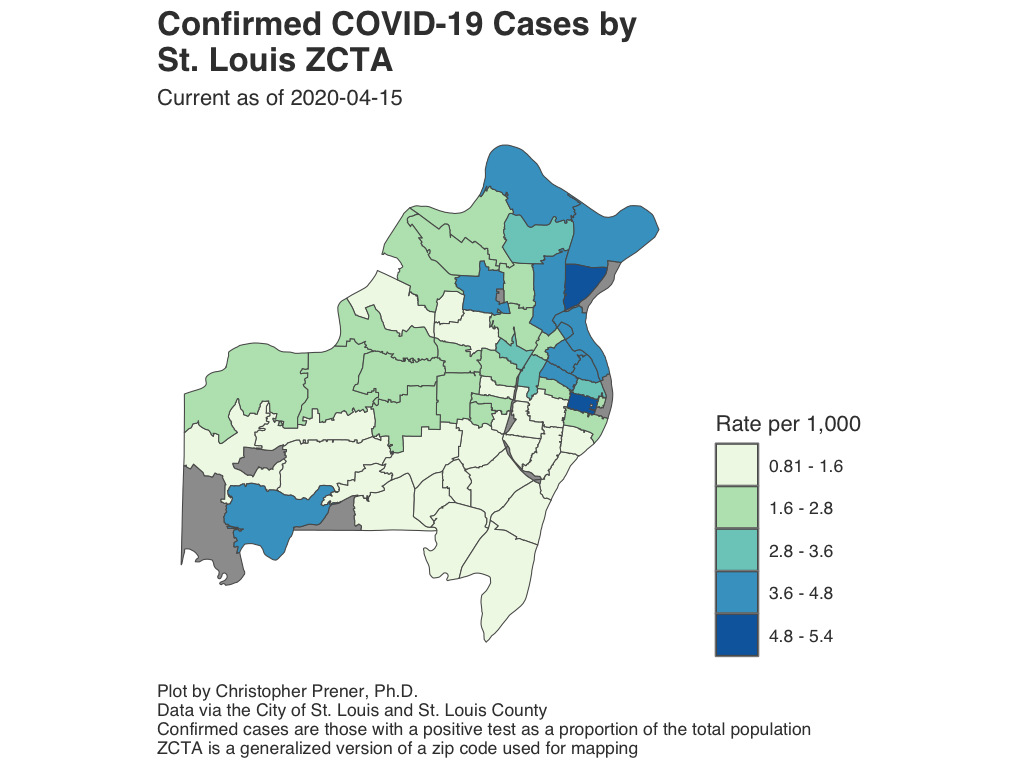 Confirmed COVID-19 Cases by
St. Louis ZCTA
Current as of 2020-04-15
Rate per 1,000
0.81 - 1.6
1.6 - 2.8
2.8 - 3.6
3.6 - 4.8
4.8 - 5.4
Plot by Christopher Prener, Ph.D.
Data via the City of St. Louis and St. Louis County
Confirmed cases are those with a positive test as a proportion of the total population
ZCTA is a generalized version of a zip code used for mapping